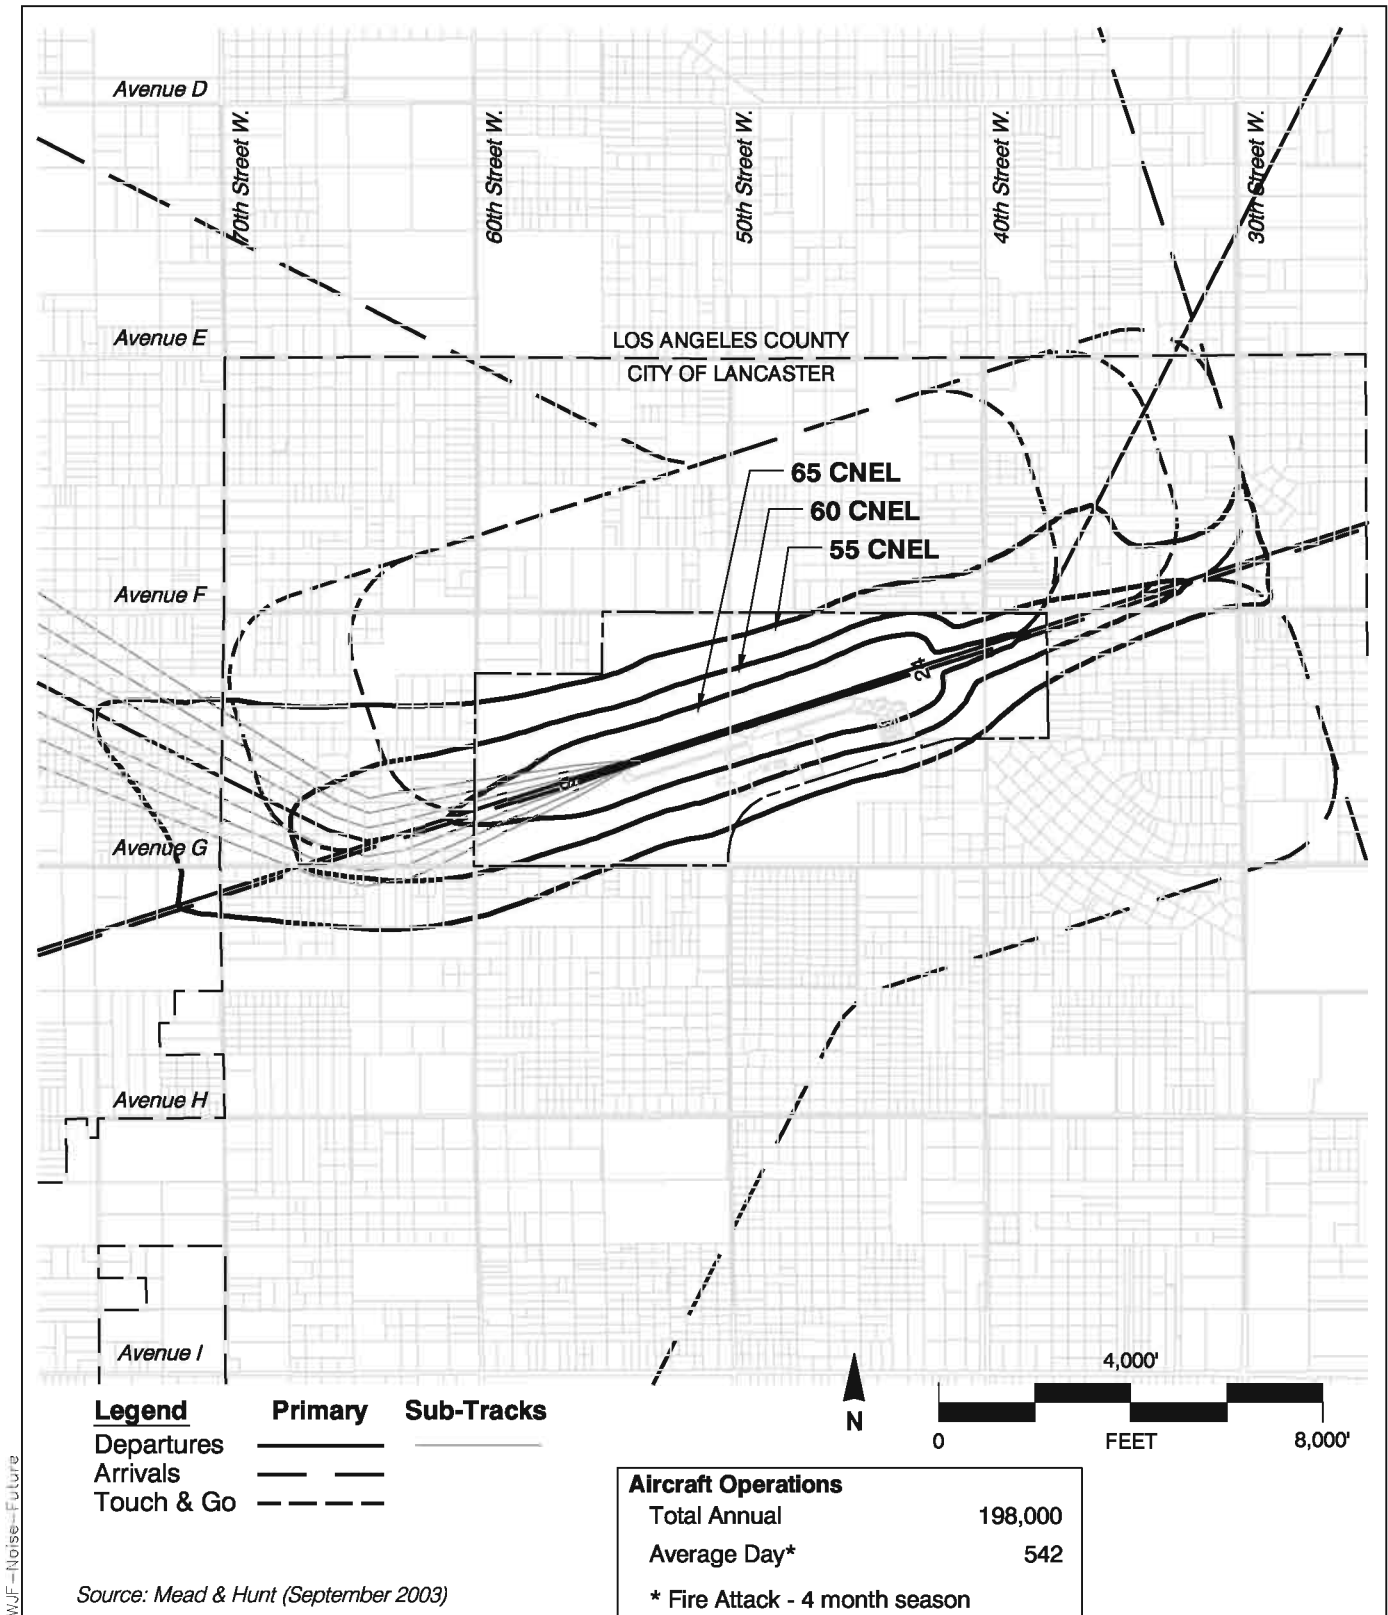 Avenue D
70th Street W.
60th Street W.
50th Street W.
40th Street W.
30th Street W.
Avenue E
LOS ANGELES COUNTY
CITY OF LANCASTER
65 CNEL
60 CNEL
55 CNEL
Avenue F
24
Avenue G
Avenue H
Avenue I
4,000'
N
0
FEET
8,000'
Legend
Primary
Sub-Tracks
Departures
Arrivals
Touch & Go
Aircraft Operations
Total Annual 198,000
Average Day* 542
* Fire Attack - 4 month season
Source: Mead & Hunt (September 2003)
WJF-Noise-Future